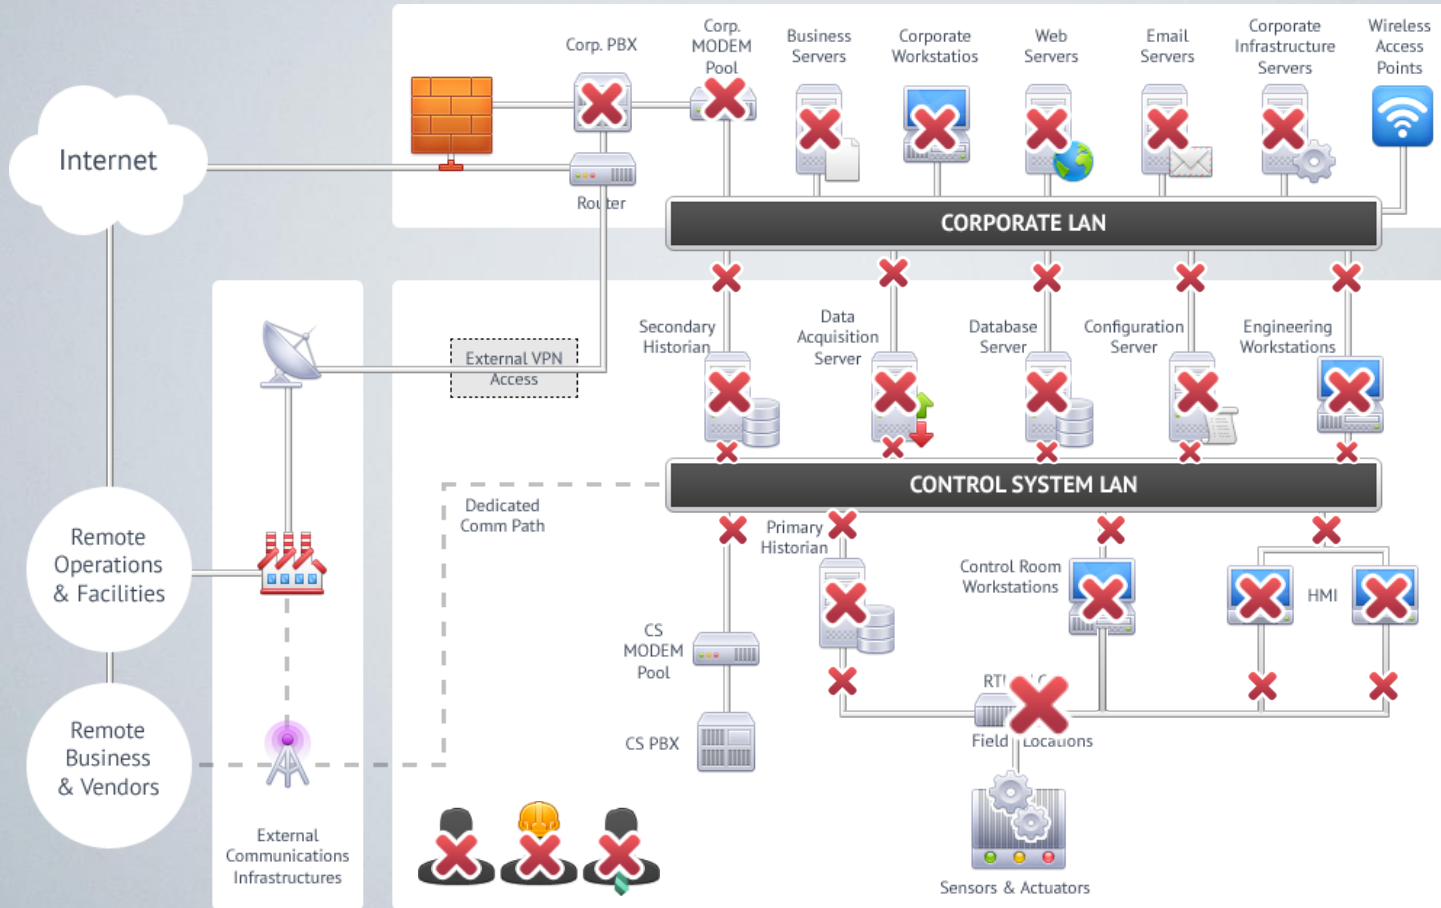 Corp. PBX
Corp.
MODEM
Pool
Business
Servers
Corporate
Workstatios
Web
Servers
Email
Servers
Corporate
Infrastructure
Servers
Wireless
Access
Points
Internet
Router
CORPORATE LAN
Secondary
Historian
Data
Acquisition
Server
Database
Server
Configuration
Server
Engineering
Workstations
External VPN
Access
CONTROL SYSTEM LAN
Dedicated
Comm Path
Primary
Historian
Control Room
Workstations
HMI
Remote
Operations
& Facilities
CS
MODEM
Pool
CS PBX
Field Locations
Remote
Business
& Vendors
External
Communications
Infrastructures
Sensors & Actuators